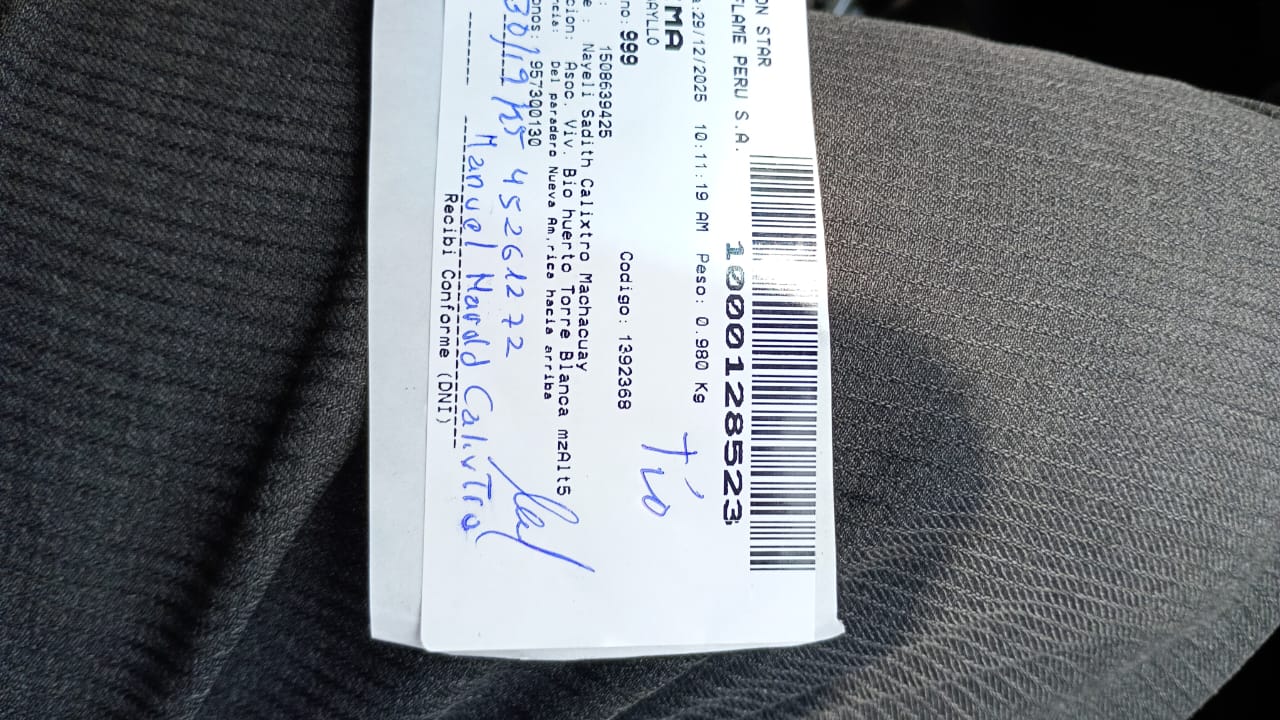 ON STAR
FLAME PERU S.A.
1000128523
:29/12/2025 10:11:19 AM Peso: 0.980 Kg
MA
AYLLO
Tío
no: 999 Codigo: 1392368
: 1508639425
e : Nayeli Sadith Calixtro Machacuay
cion: Asoc. Viv. Bio huerto Torre Blanca mzAlt5
ncia: Del paradero Nueva Am,rica hacia arriba
onos: 957300130
30/12 45261272
Manuel Harold Calixtro
Recibi Conforme (DNI)